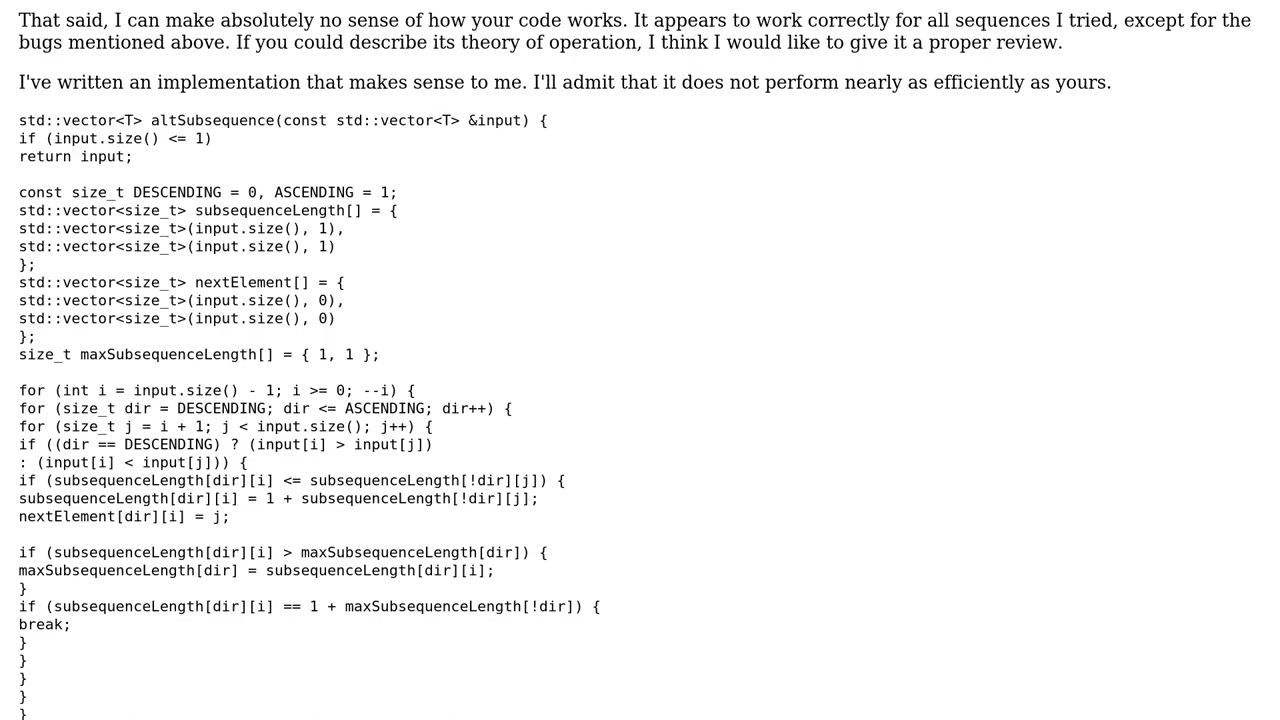 That said, I can make absolutely no sense of how your code works. It appears to work correctly for all sequences I tried, except for the
bugs mentioned above. If you could describe its theory of operation, I think I would like to give it a proper review.
I've written an implementation that makes sense to me. I'll admit that it does not perform nearly as efficiently as yours.
std::vector<T> altSubsequence(const std::vector<T> &input) {
if (input.size() <= 1)
return input;
const size_t DESCENDING = 0, ASCENDING = 1;
std::vector<size_t> subsequenceLength[] = {
std::vector<size_t>(input.size(), 1),
std::vector<size_t>(input.size(), 1)
};
std::vector<size_t> nextElement[] = {
std::vector<size_t>(input.size(), 0),
std::vector<size_t>(input.size(), 0)
};
size_t maxSubsequenceLength[] = { 1, 1 };
for (int i = input.size() - 1; i >= 0; --i) {
for (size_t dir = DESCENDING; dir <= ASCENDING; dir++) {
for (size_t j = i + 1; j < input.size(); j++) {
if ((dir == DESCENDING) ? (input[i] > input[j])
: (input[i] < input[j])) {
if (subsequenceLength[dir][i] <= subsequenceLength[!dir][j]) {
subsequenceLength[dir][i] = 1 + subsequenceLength[!dir][j];
nextElement[dir][i] = j;
if (subsequenceLength[dir][i] > maxSubsequenceLength[dir]) {
maxSubsequenceLength[dir] = subsequenceLength[dir][i];
}
if (subsequenceLength[dir][i] == 1 + maxSubsequenceLength[!dir]) {
break;
}
}
}
}
}